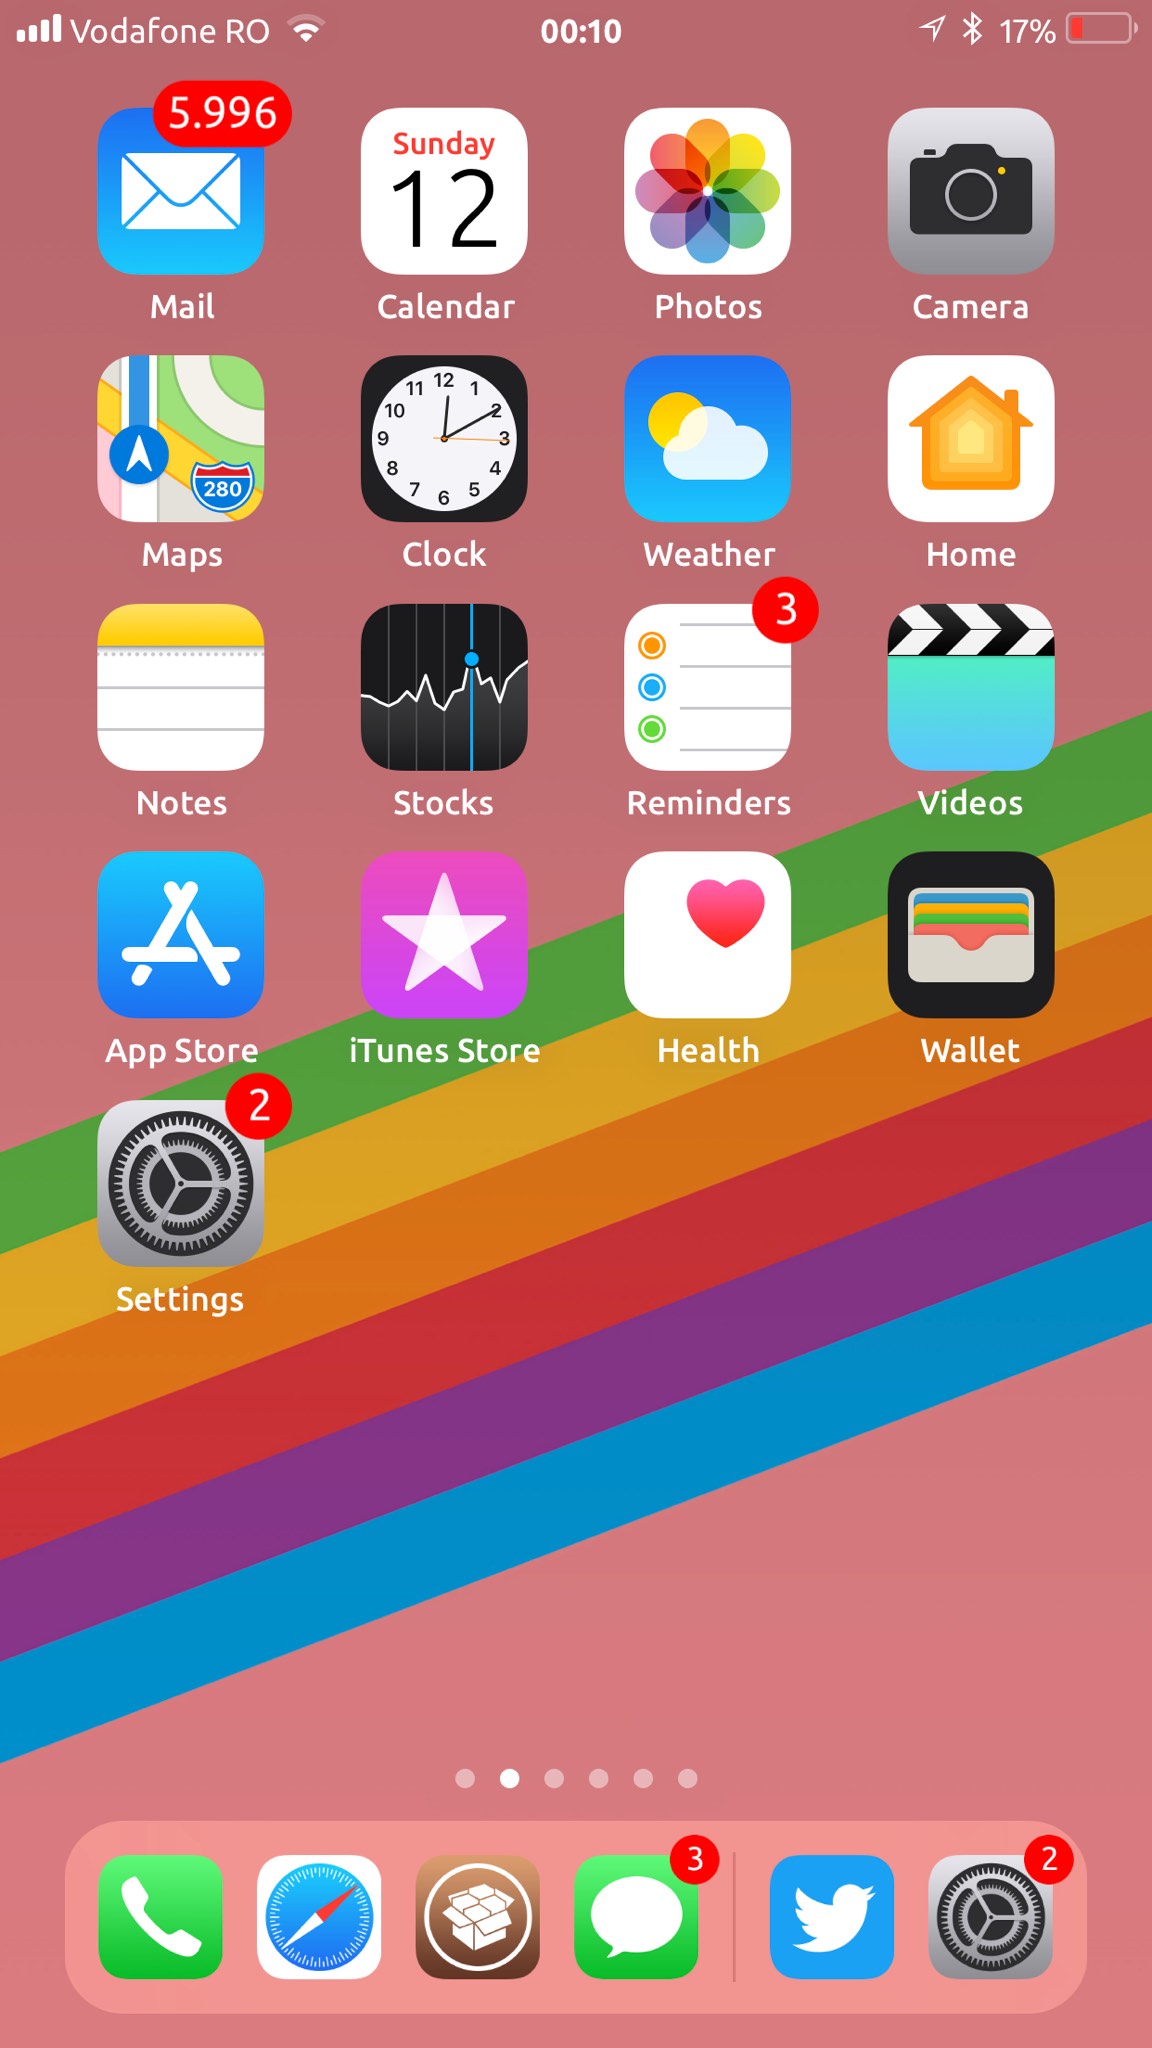 Vodafone RO 00:10 17%
5.996
Sunday
12
Mail Calendar Photos Camera
280
12
11 1
10 2
9 3
8 4
7 5
6
Maps Clock Weather Home
3
Notes Stocks Reminders Videos
App Store iTunes Store Health Wallet
2
Settings
3 2